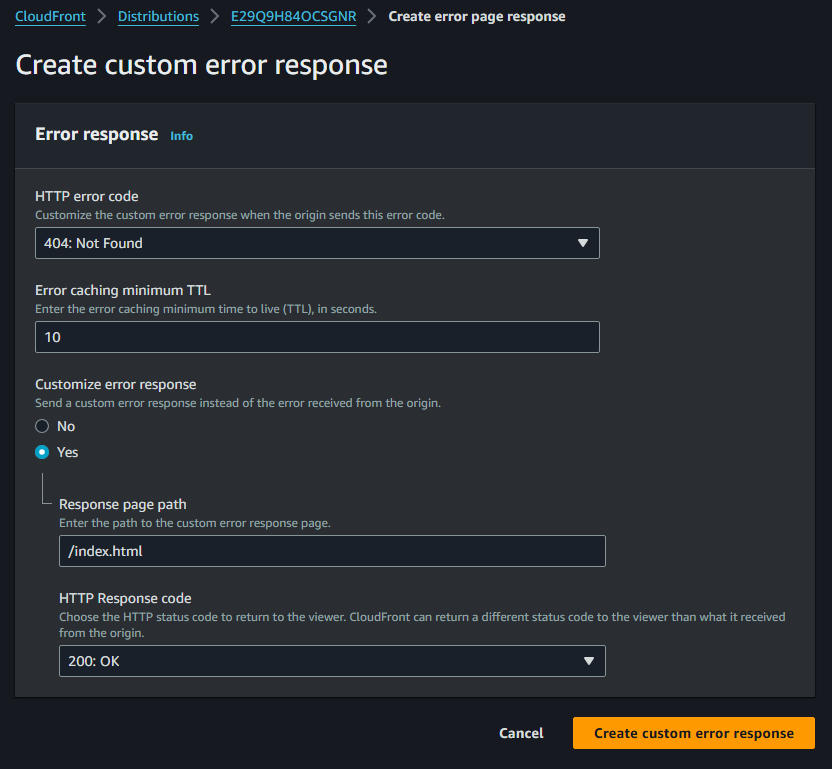 CloudFront > Distributions > E29Q9H84OCSGNR > Create error page response
Create custom error response
Error response Info
HTTP error code
Customize the custom error response when the origin sends this error code.
404: Not Found
Error caching minimum TTL
Enter the error caching minimum time to live (TTL), in seconds.
10
Customize error response
Send a custom error response instead of the error received from the origin.
No
Yes
Response page path
Enter the path to the custom error response page.
/index.html
HTTP Response code
Choose the HTTP status code to return to the viewer. CloudFront can return a different status code to the viewer than what it received
from the origin.
200: OK
Cancel Create custom error response